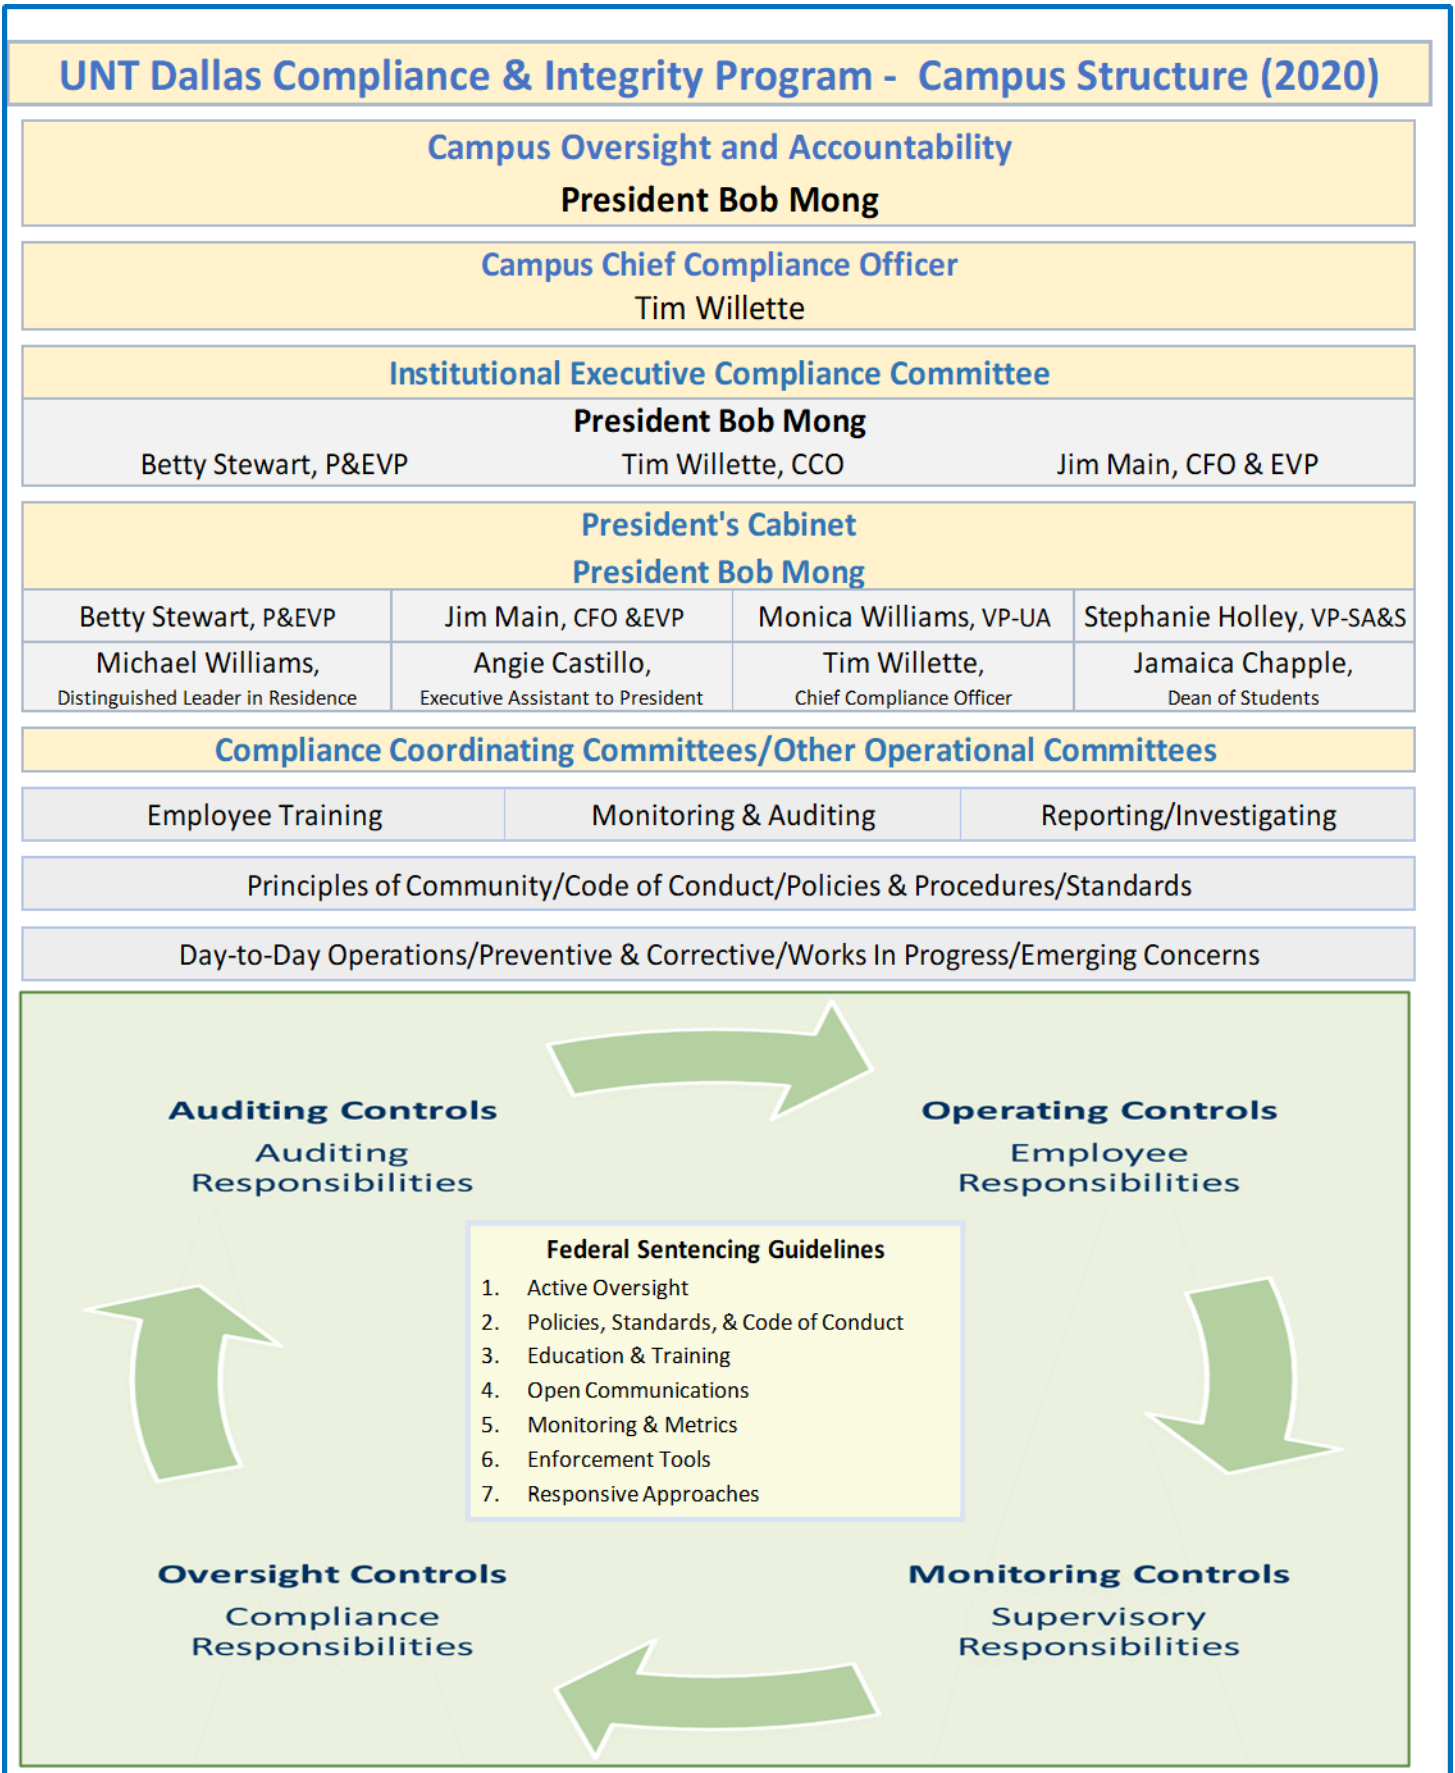 UNT Dallas Compliance & Integrity Program - Campus Structure (2020)
Campus Oversight and Accountability
President Bob Mong
Campus Chief Compliance Officer
Tim Willette
Institutional Executive Compliance Committee
President Bob Mong
Betty Stewart, P&EVP Tim Willette, CCO Jim Main, CFO & EVP
President's Cabinet
President Bob Mong
Betty Stewart, P&EVP Jim Main, CFO &EVP Monica Williams, VP-UA Stephanie Holley, VP-SA&S
Michael Williams, Angie Castillo, Tim Willette, Jamaica Chapple,
Distinguished Leader in Residence Executive Assistant to President Chief Compliance Officer Dean of Students
Compliance Coordinating Committees/Other Operational Committees
Employee Training Monitoring & Auditing Reporting/Investigating
Principles of Community/Code of Conduct/Policies & Procedures/Standards
Day-to-Day Operations/Preventive & Corrective/Works In Progress/Emerging Concerns
Auditing Controls
Auditing
Responsibilities
Operating Controls
Employee
Responsibilities
Federal Sentencing Guidelines
1. Active Oversight
2. Policies, Standards, & Code of Conduct
3. Education & Training
4. Open Communications
5. Monitoring & Metrics
6. Enforcement Tools
7. Responsive Approaches
Oversight Controls
Compliance
Responsibilities
Monitoring Controls
Supervisory
Responsibilities